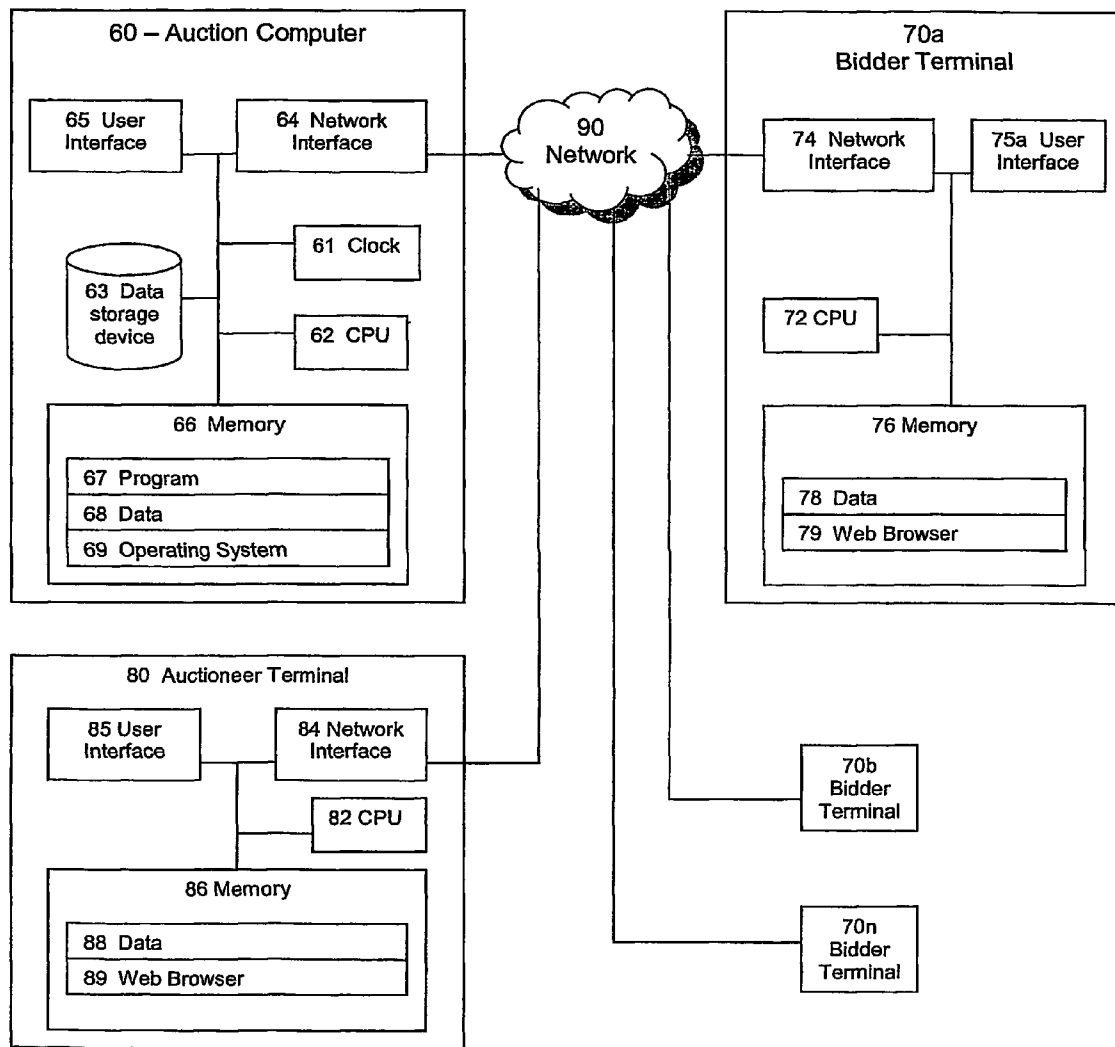 60 – Auction Computer
65 User
Interface
64 Network
Interface
61 Clock
63 Data
storage
device
62 CPU
66 Memory
67 Program
68 Data
69 Operating System
90
Network
70a
Bidder Terminal
74 Network
Interface
75a User
Interface
72 CPU
76 Memory
78 Data
79 Web Browser
80 Auctioneer Terminal
85 User
Interface
84 Network
Interface
82 CPU
86 Memory
88 Data
89 Web Browser
70b
Bidder
Terminal
70n
Bidder
Terminal